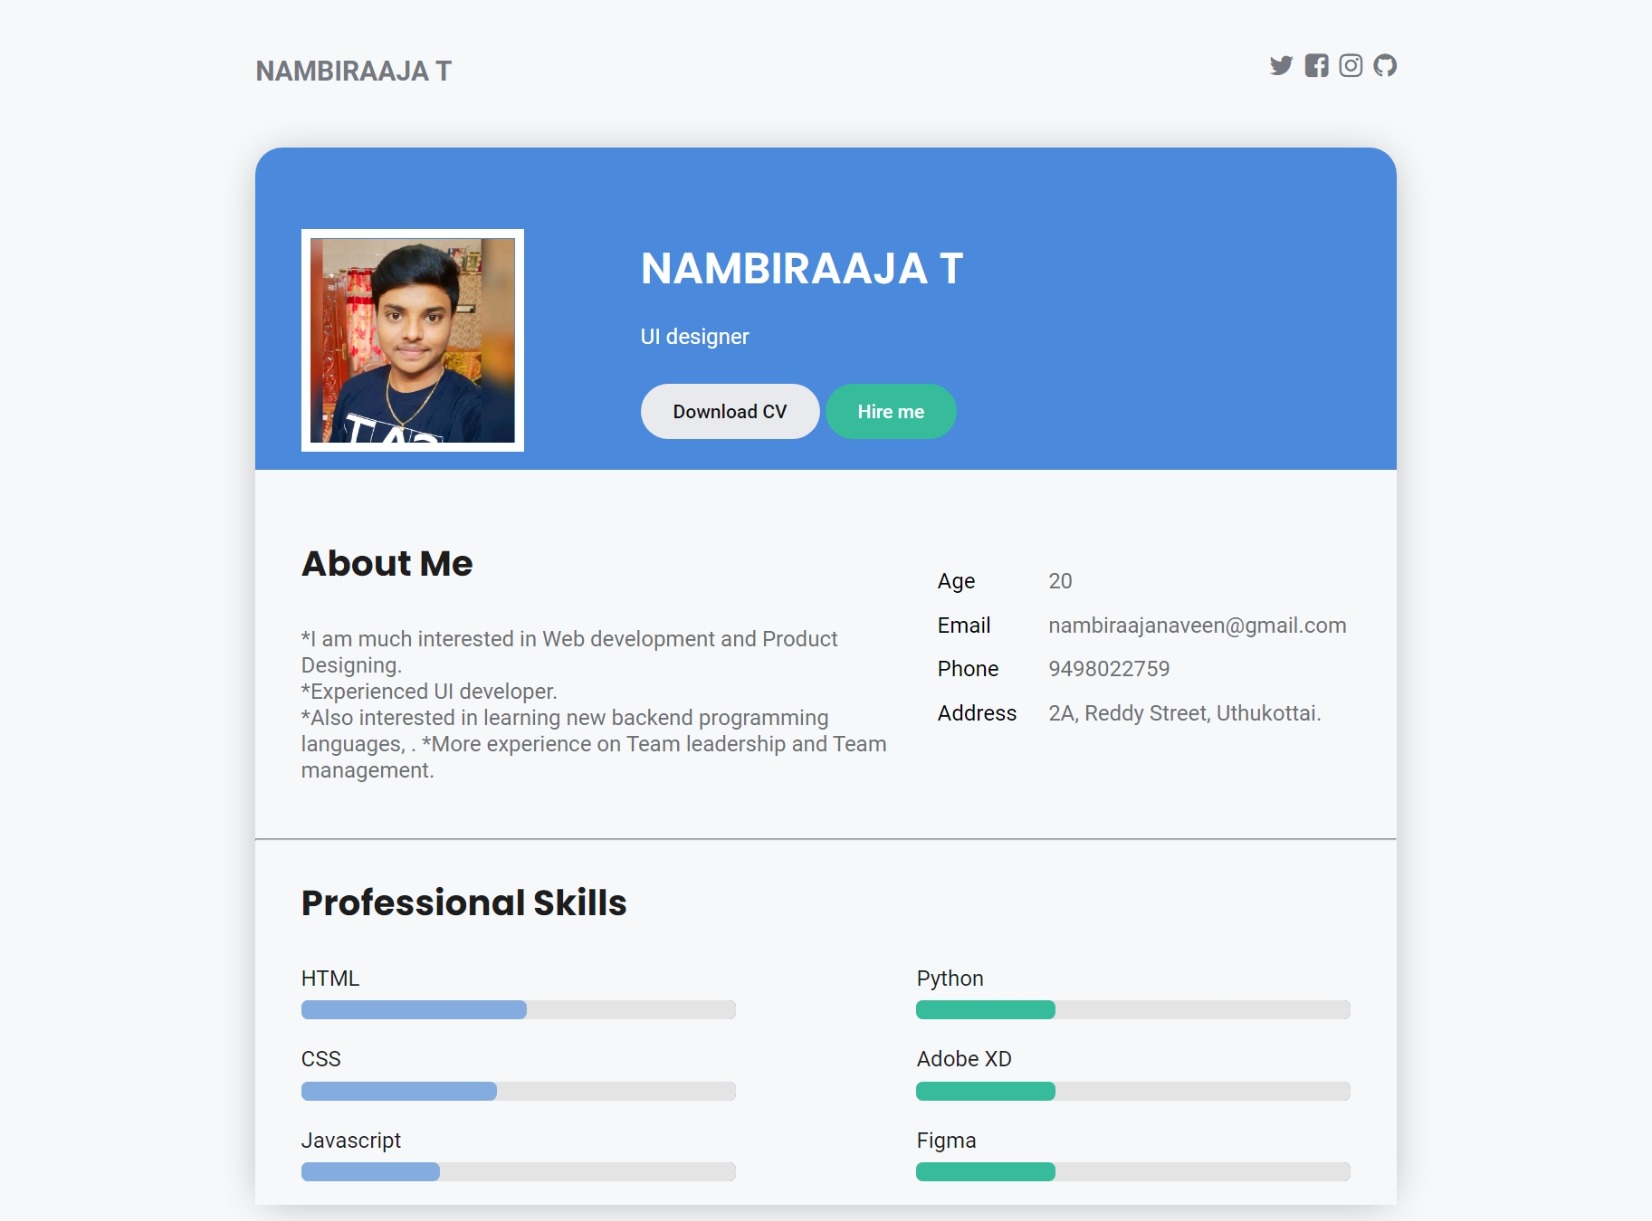 NAMBIRAAJA T
NAMBIRAAJA T
UI designer
Download CV
Hire me
About Me
*I am much interested in Web development and Product
Designing.
*Experienced UI developer.
*Also interested in learning new backend programming
languages, . *More experience on Team leadership and Team
management.
Age 20
Email nambiraajanaveen@gmail.com
Phone 9498022759
Address 2A, Reddy Street, Uthukottai.
Professional Skills
HTML
CSS
Javascript
Python
Adobe XD
Figma